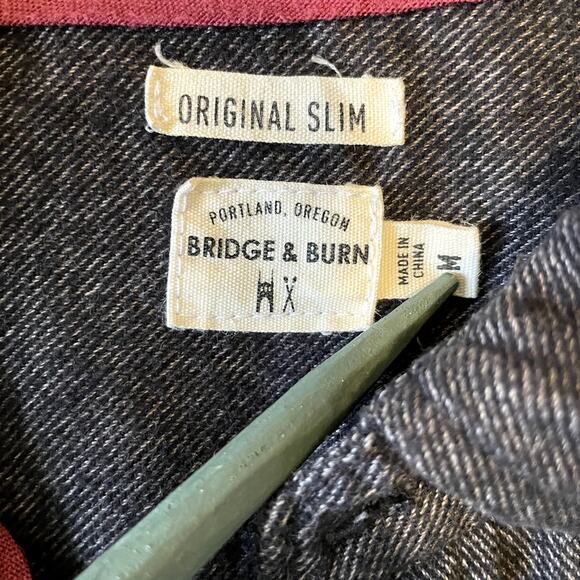 ORIGINAL SLIM
PORTLAND, OREGON
BRIDGE & BURN
MADE IN
CHINA
M